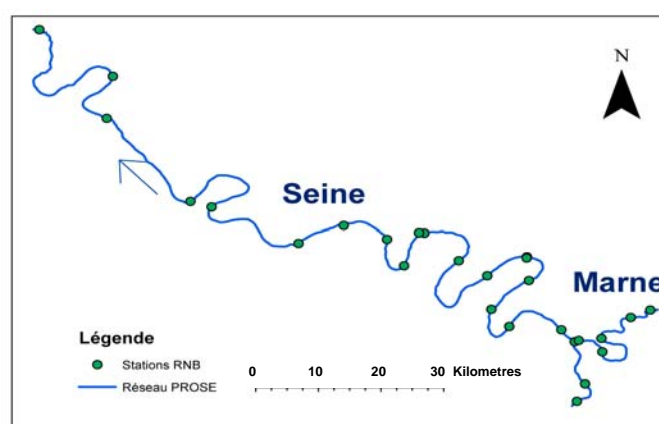 N
Seine
Marne
Légende
Stations RNB
Réseau PROSE
0 10 20 30 Kilometres